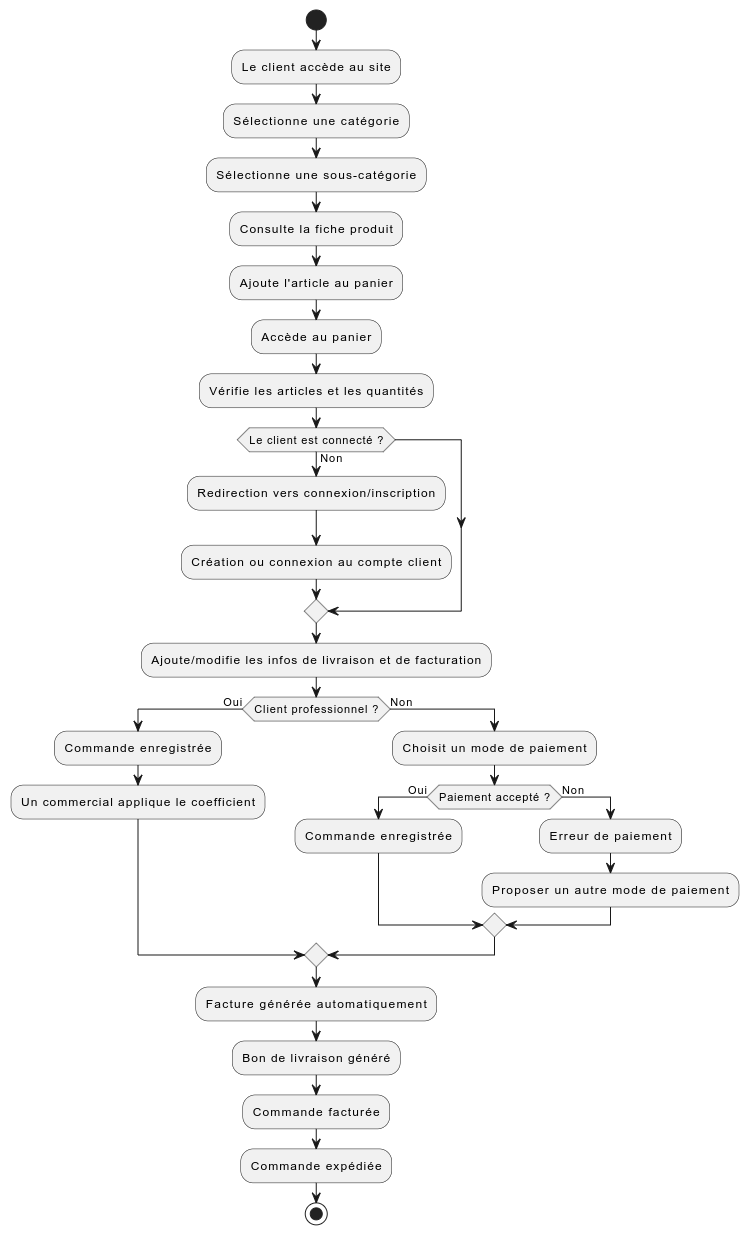 Le client accède au site
Sélectionne une catégorie
Sélectionne une sous-catégorie
Consulte la fiche produit
Ajoute l'article au panier
Accède au panier
Vérifie les articles et les quantités
Le client est connecté ?
Non
Redirection vers connexion/inscription
Création ou connexion au compte client
Ajoute/modifie les infos de livraison et de facturation
Oui
Client professionnel ?
Non
Commande enregistrée
Un commercial applique le coefficient
Choisit un mode de paiement
Oui
Paiement accepté ?
Non
Commande enregistrée
Erreur de paiement
Proposer un autre mode de paiement
Facture générée automatiquement
Bon de livraison généré
Commande facturée
Commande expédiée